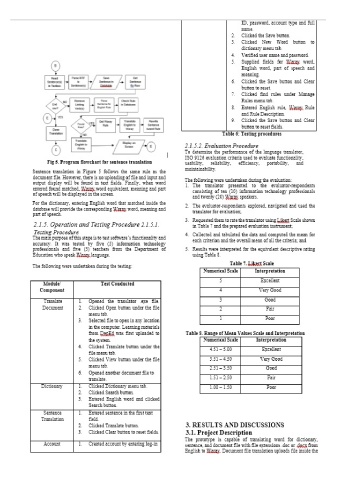 Fig 6. Program flowchart for sentence translation
Sentence translation in Figure 7 follows the same rule as the
document file. However, there is no uploading of file and input and
output display will be found in text fields. Finally, when word
entered found matched, Waray word equivalent, meaning and part
of speech will be displayed in the screen.
For the dictionary, entering English word that matched inside the
database will provide the corresponding Waray word, meaning and
part of speech.
2.1.5. Operation and Testing Procedure 2.1.5.1.
Testing Procedure
The main purpose of this stage is to test software's functionality and
accuracy. It was tested by five (5) information technology
professionals and five (5) teachers from the Department of
Education who speak Waray language.
The following were undertaken during the testing:
Module/
Component
Test Conducted
Translate
Document
1. Opened the translator .exe file.
2. Clicked Open button under the file
menu tab.
3. Selected file to open in any location
in the computer. Learning materials
from DepEd was first uploaded to
the system.
4. Clicked Translate button under the
file menu tab.
5. Clicked View button under the file
menu tab.
6. Opened another document file to
translate.
Dictionary
1. Clicked Dictionary menu tab.
2. Clicked Search button.
3. Entered English word and clicked
Search button.
Sentence
Translation
1. Entered sentence in the first text
field.
2. Clicked Translate button.
3. Clicked Clear button to reset fields.
Account
1. Created account by entering log-in
ID, password, account type and full
name.
2. Clicked the Save button.
3. Clicked New Word button to
dictionary menu tab.
4. Verified user name and password.
5. Supplied fields for Waray word,
English word, part of speech and
meaning.
6. Clicked the Save button and Clear
button to reset.
7. Clicked find rules under Manage
Rules menu tab.
8. Entered English rule, Waray Rule
and Rule Description.
9. Clicked the Save button and Clear
button to reset fields.
Table 6. Testing procedures
2.1.5.2. Evaluation Procedure
To determine the performance of the language translator,
ISO 9126 evaluation criteria used to evaluate functionality,
usability, reliability, efficiency, portability, and
maintainability.
The following were undertaken during the evaluation:
1. The translator presented to the evaluators-respondents
consisting of ten (10) information technology professionals
and twenty (20) Waray speakers.
2. The evaluator-respondents explored, navigated and used the
translator for evaluations;
3. Requested them to rate the translator using Likert Scale shown
in Table 7 and the prepared evaluation instrument;
4. Collected and tabulated the data and computed the mean for
each criterion and the overall mean of all the criteria; and
5. Results were interpreted for the equivalent descriptive rating
using Table 8.
Table 7. Likert Scale
Numerical Scale Interpretation
5 Excellent
4 Very Good
3 Good
2 Fair
1 Poor
Table 8. Range of Mean Values Scale and Interpretation
Numerical Scale Interpretation
4.51 – 5.00 Excellent
3.51 – 4.50 Very Good
2.51 – 3.50 Good
1.51 – 2.50 Fair
1.00 – 1.50 Poor
3. RESULTS AND DISCUSSIONS
3.1. Project Description
The prototype is capable of translating word for dictionary,
sentence, and document file with file extensions .doc or .docx from
English to Waray. Document file translation uploads file inside the